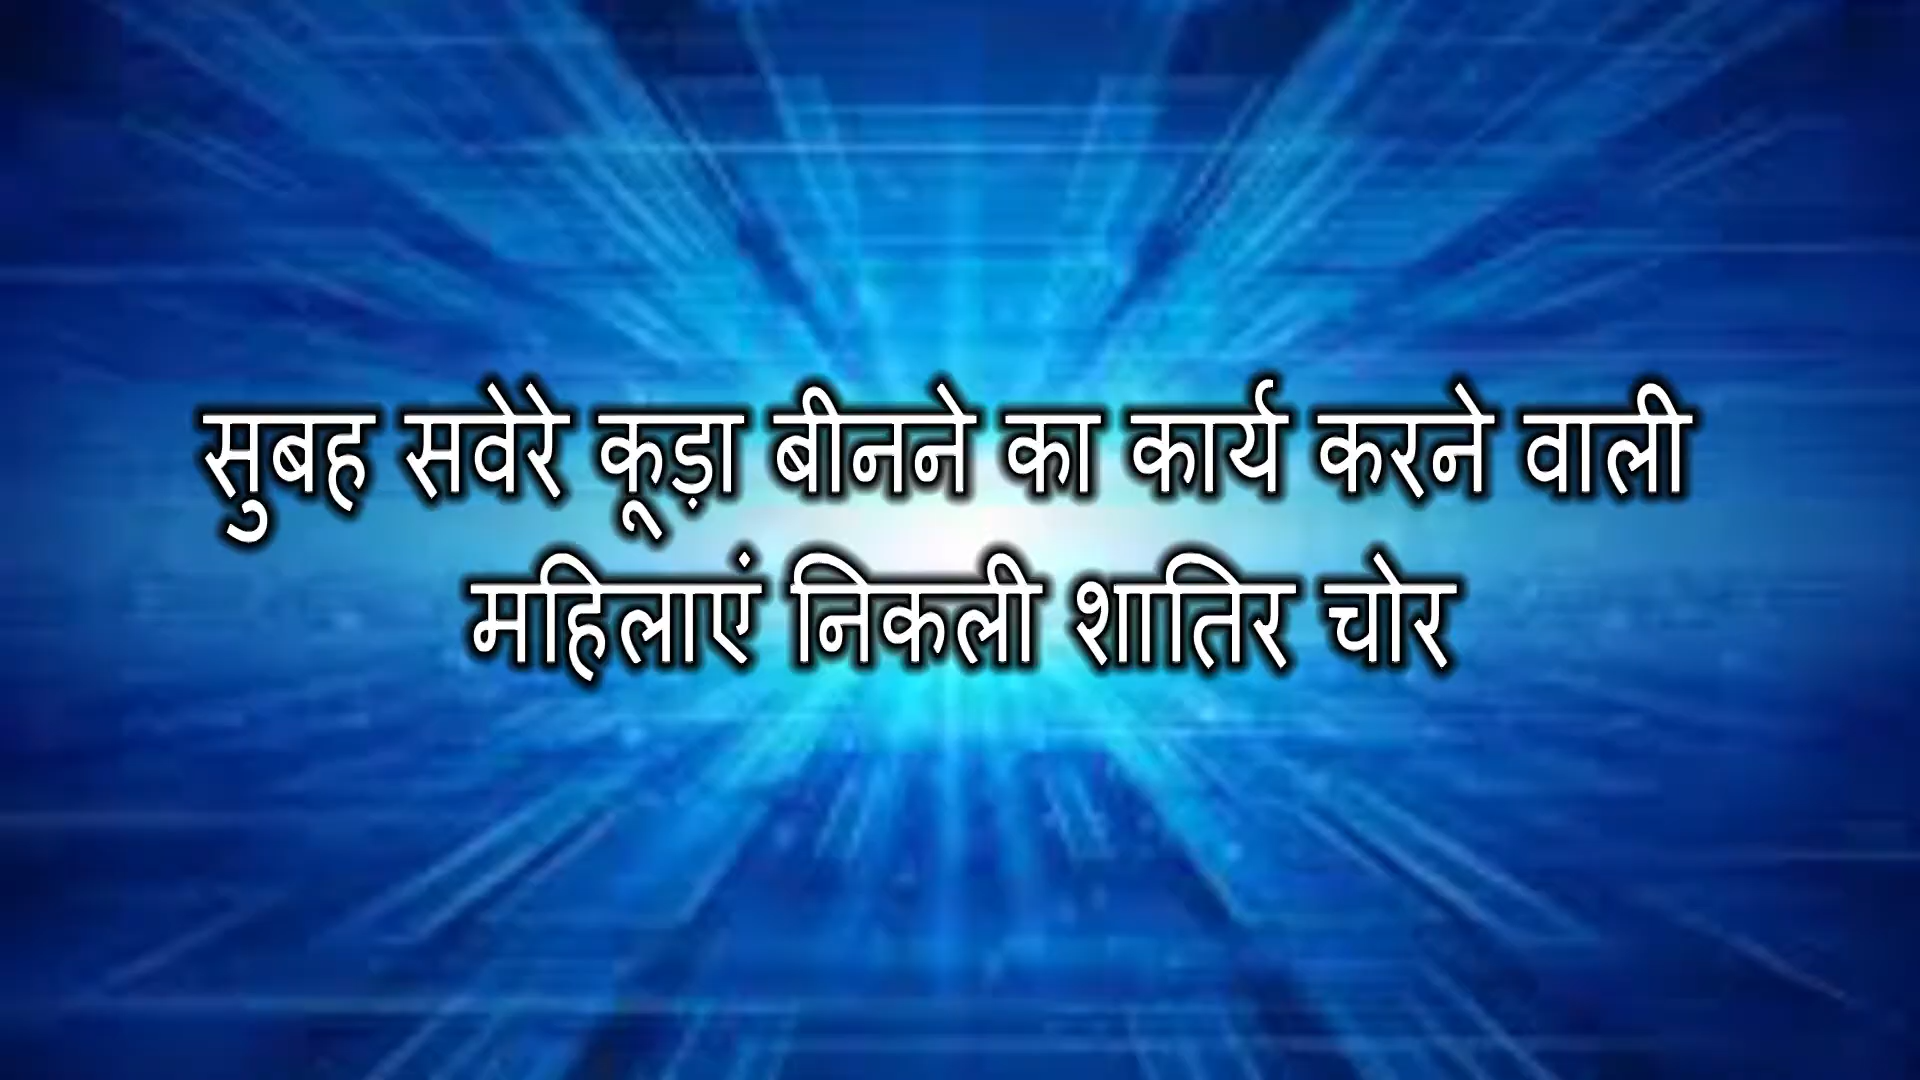 सुबह सवेरे कूड़ा बीनने का कार्य करने वाली
महिलाएं निकली शातिर चोर